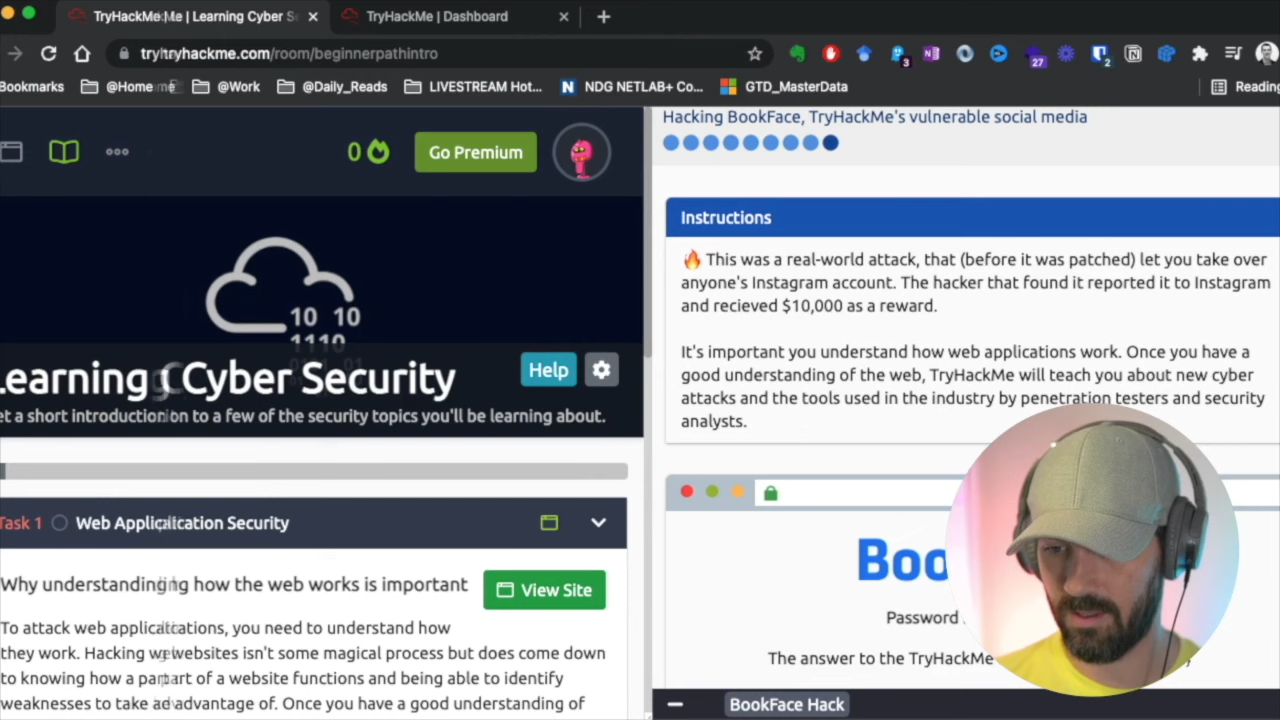 TryHackMe | Learning Cyber S
TryHackMe | Dashboard
tryhackme.com/room/beginnerpathintro
3
27
2
Bookmarks
@Home
@Work
@Daily_Reads
LIVESTREAM Hot...
NDG NETLAB+ Co...
GTD_MasterData
Reading
0
Go Premium
10 10
1110
Learning Cyber Security
Help
et a short introduction to a few of the security topics you'll be learning about.
Task 1
Web Application Security
Why understanding how the web works is important
View Site
To attack web applications, you need to understand how
they work. Hacking websites isn't some magical process but does come down
to knowing how a part of a website functions and being able to identify
weaknesses to take advantage of. Once you have a good understanding of
Hacking BookFace, TryHackMe's vulnerable social media
Instructions
This was a real-world attack, that (before it was patched) let you take over
anyone's Instagram account. The hacker that found it reported it to Instagram
and recieved $10,000 as a reward.
It's important you understand how web applications work. Once you have a
good understanding of the web, TryHackMe will teach you about new cyber
attacks and the tools used in the industry by penetration testers and security
analysts.
Boo
Password
The answer to the TryHackMe
BookFace Hack